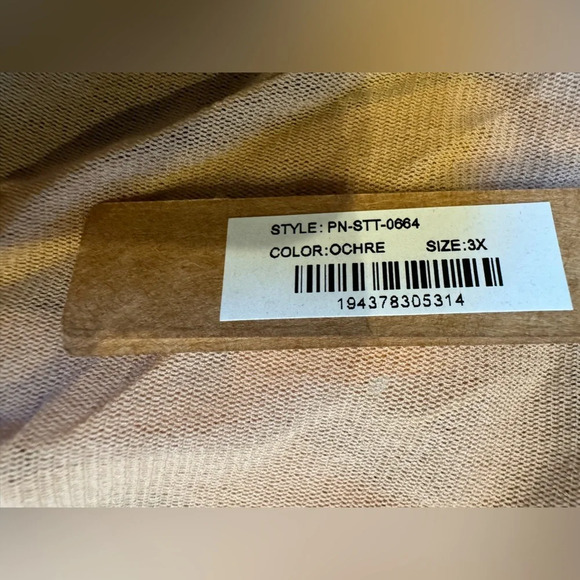 STYLE: PN-STT-0664
COLOR:OCHRE SIZE:3X
194378305314